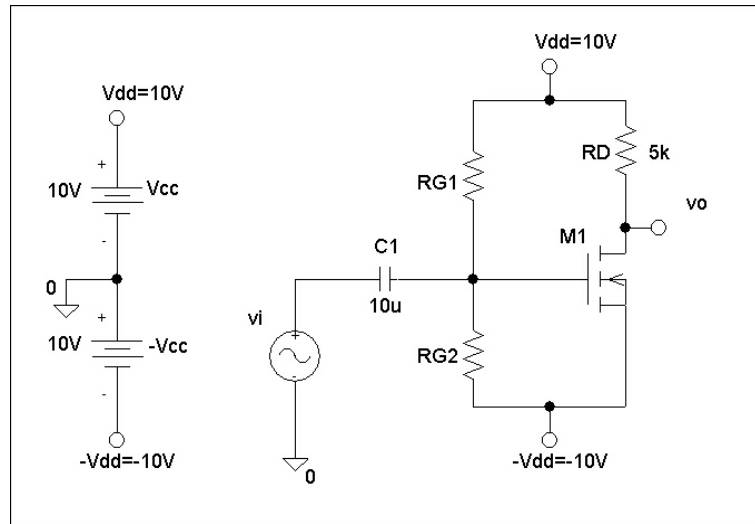 Vdd=10V
+
10V Vcc
-
0
+
10V -Vcc
-
-Vdd=-10V
Vdd=10V
RG1
RD 5k
vo
M1
C1
10u
vi
+
-
RG2
0
-Vdd=-10V